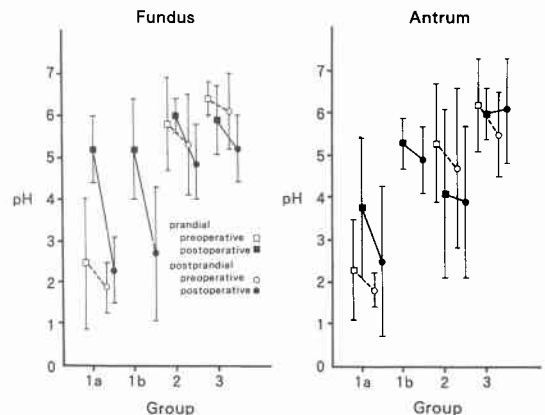 Fundus
Antrum
7
6
5
4
3
2
1
0
pH
prandial
preoperative
postoperative
postprandial
preoperative
postoperative
1a 1b 2 3
Group
7
6
5
4
3
2
1
0
pH
1a 1b 2 3
Group